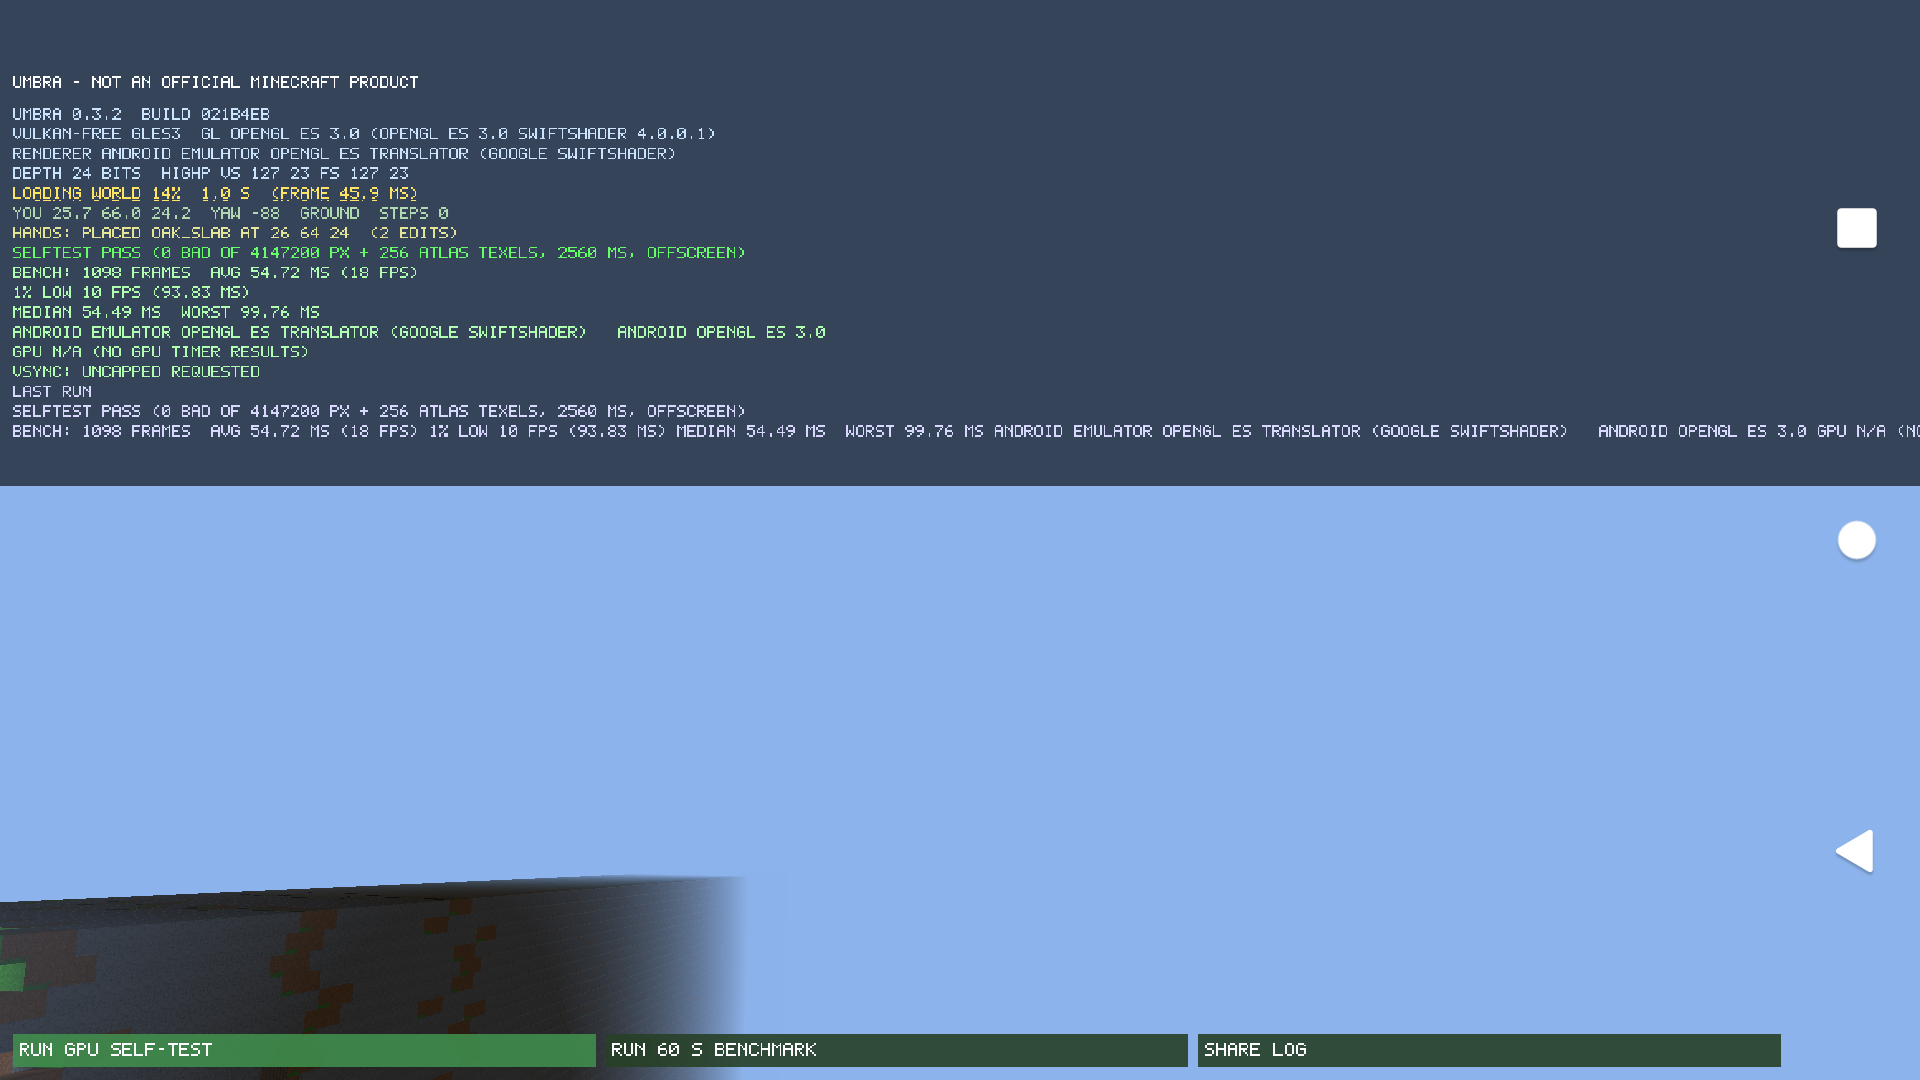 UMBRA - NOT AN OFFICIAL MINECRAFT PRODUCT
UMBRA 0.3.2 BUILD 021B4EB
VULKAN-FREE GLES3 GL OPENGL ES 3.0 (OPENGL ES 3.0 SWIFTSHADER 4.0.0.1)
RENDERER ANDROID EMULATOR OPENGL ES TRANSLATOR (GOOGLE SWIFTSHADER)
DEPTH 24 BITS HIGHP VS 127 23 FS 127 23
LOADING WORLD 14% 1.0 S (FRAME 45.9 MS)
YOU 25.7 66.0 24.2 YAW -88 GROUND STEPS 0
HANDS: PLACED OAK_SLAB AT 26 64 24 (2 EDITS)
SELFTEST PASS (0 BAD OF 4147200 PX + 256 ATLAS TEXELS, 2560 MS, OFFSCREEN)
BENCH: 1098 FRAMES AVG 54.72 MS (18 FPS)
1% LOW 10 FPS (93.83 MS)
MEDIAN 54.49 MS WORST 99.76 MS
ANDROID EMULATOR OPENGL ES TRANSLATOR (GOOGLE SWIFTSHADER) ANDROID OPENGL ES 3.0
GPU N/A (NO GPU TIMER RESULTS)
VSYNC: UNCAPPED REQUESTED
LAST RUN
SELFTEST PASS (0 BAD OF 4147200 PX + 256 ATLAS TEXELS, 2560 MS, OFFSCREEN)
BENCH: 1098 FRAMES AVG 54.72 MS (18 FPS) 1% LOW 10 FPS (93.83 MS) MEDIAN 54.49 MS WORST 99.76 MS ANDROID EMULATOR OPENGL ES TRANSLATOR (GOOGLE SWIFTSHADER) ANDROID OPENGL ES 3.0 GPU N/A (NO
RUN GPU SELF-TEST
RUN 60 S BENCHMARK
SHARE LOG